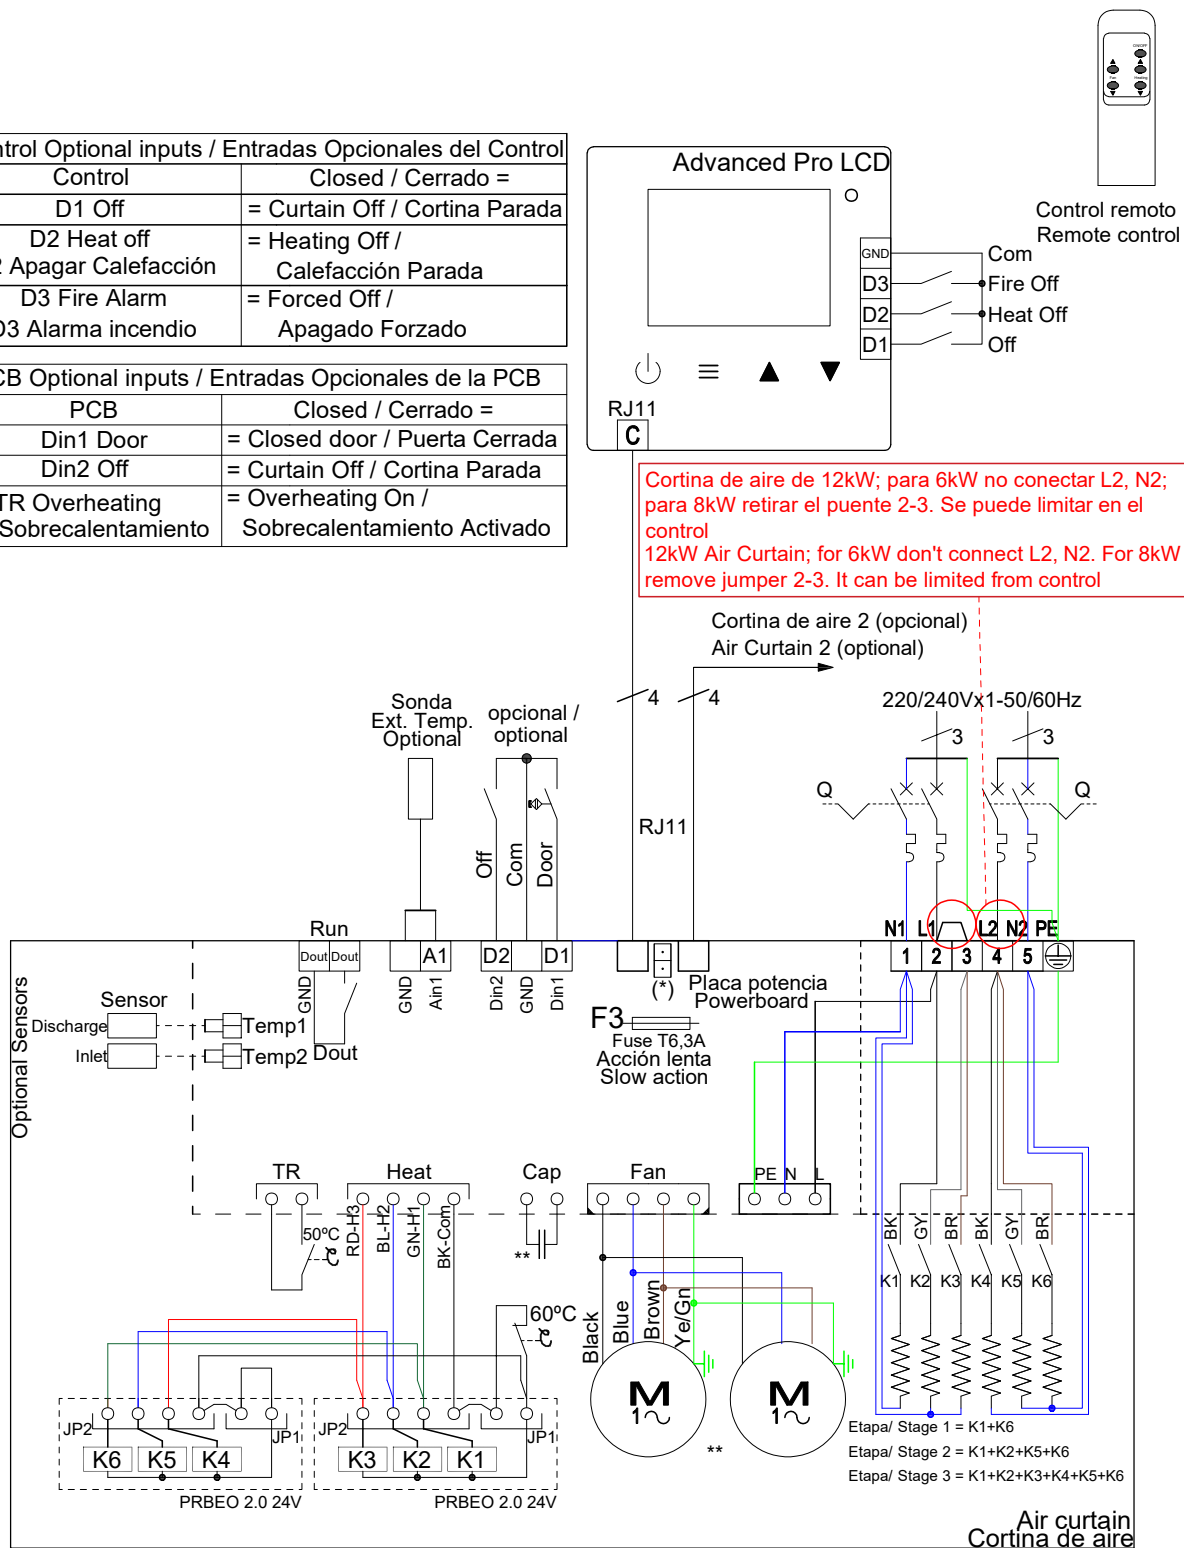 ON/OFF
Fan
Heating
Control remoto
Remote control
ntrol Optional inputs / Entradas Opcionales del Control
Control
Closed / Cerrado =
D1 Off
= Curtain Off / Cortina Parada
D2 Heat off
2 Apagar Calefacción
= Heating Off /
Calefacción Parada
D3 Fire Alarm
D3 Alarma incendio
= Forced Off /
Apagado Forzado
CB Optional inputs / Entradas Opcionales de la PCB
PCB
Closed / Cerrado =
Din1 Door
= Closed door / Puerta Cerrada
Din2 Off
= Curtain Off / Cortina Parada
TR Overheating
Sobrecalentamiento
= Overheating On /
Sobrecalentamiento Activado
Advanced Pro LCD
GND
D3
D2
D1
Com
Fire Off
Heat Off
Off
RJ11
C
Cortina de aire de 12kW; para 6kW no conectar L2, N2;
para 8kW retirar el puente 2-3. Se puede limitar en el
control
12kW Air Curtain; for 6kW don't connect L2, N2. For 8kW
remove jumper 2-3. It can be limited from control
Cortina de aire 2 (opcional)
Air Curtain 2 (optional)
4
4
RJ11
220/240Vx1-50/60Hz
3
3
Q
Q
Sonda
Ext. Temp.
Optional
opcional /
optional
Off
Com
Door
N1 L1 L2 N2 PE
1 2 3 4 5
Run
Dout Dout
GND
Dout
A1
GND
Ain1
D2
D1
Din2
GND
Din1
(*)
Placa potencia
Powerboard
F3
Fuse T6,3A
Acción lenta
Slow action
Optional Sensors
Sensor
Discharge
Temp1
Inlet
Temp2
TR
Heat
Cap
Fan
PE N L
50ºC
RD-H3
BL-H2
GN-H1
BK-Com
**
60ºC
Black
Blue
Brown
Ye/Gn
M
1
M
1
**
BK
GY
BR
BK
GY
BR
K1 K2 K3 K4 K5 K6
JP2
JP1
K6
K5
K4
PRBEO 2.0 24V
JP2
JP1
K3
K2
K1
PRBEO 2.0 24V
Etapa/ Stage 1 = K1+K6
Etapa/ Stage 2 = K1+K2+K5+K6
Etapa/ Stage 3 = K1+K2+K3+K4+K5+K6
Air curtain
Cortina de aire